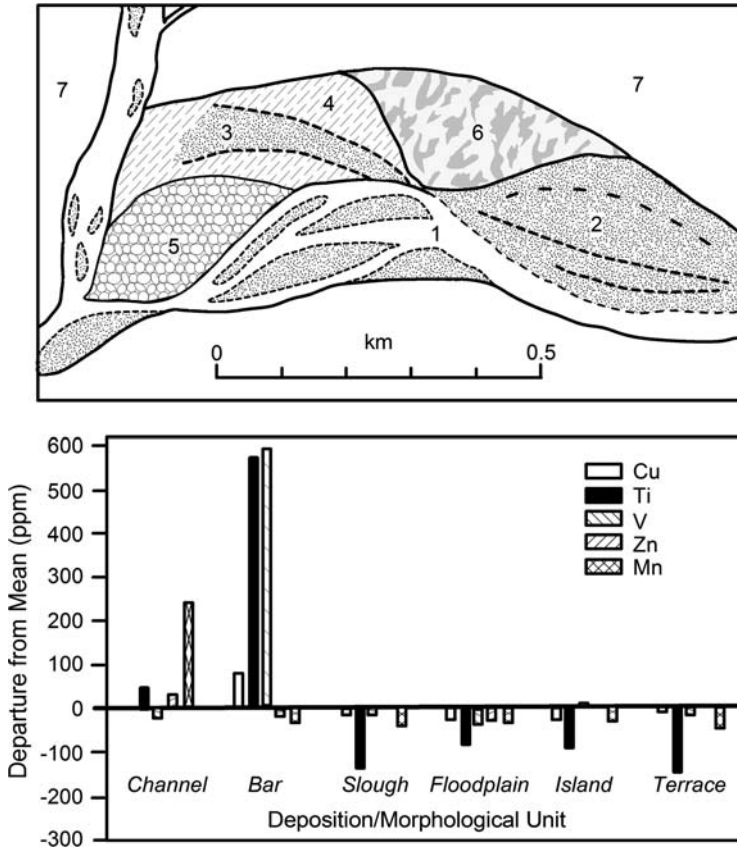 7
4
7
3
6
2
5
1
km
0
0.5
600
500
400
300
200
100
0
-100
-200
-300
Departure from Mean (ppm)
Cu
Ti
V
Zn
Mn
Channel Bar Slough Floodplain Island Terrace
Deposition/Morphological Unit